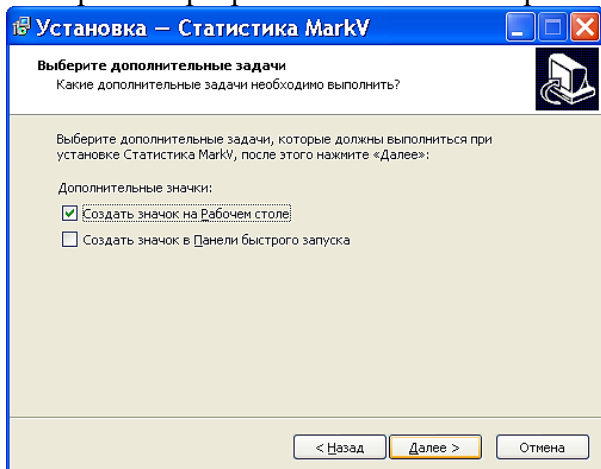 Установка — Статистика MarkV
Выберите дополнительные задачи
Какие дополнительные задачи необходимо выполнить?
Выберите дополнительные задачи, которые должны выполниться при
установке Статистика MarkV, после этого нажмите «Далее»:
Дополнительные значки:
Создать значок на Рабочем столе
Создать значок в Панели быстрого запуска
< Назад
Далее >
Отмена